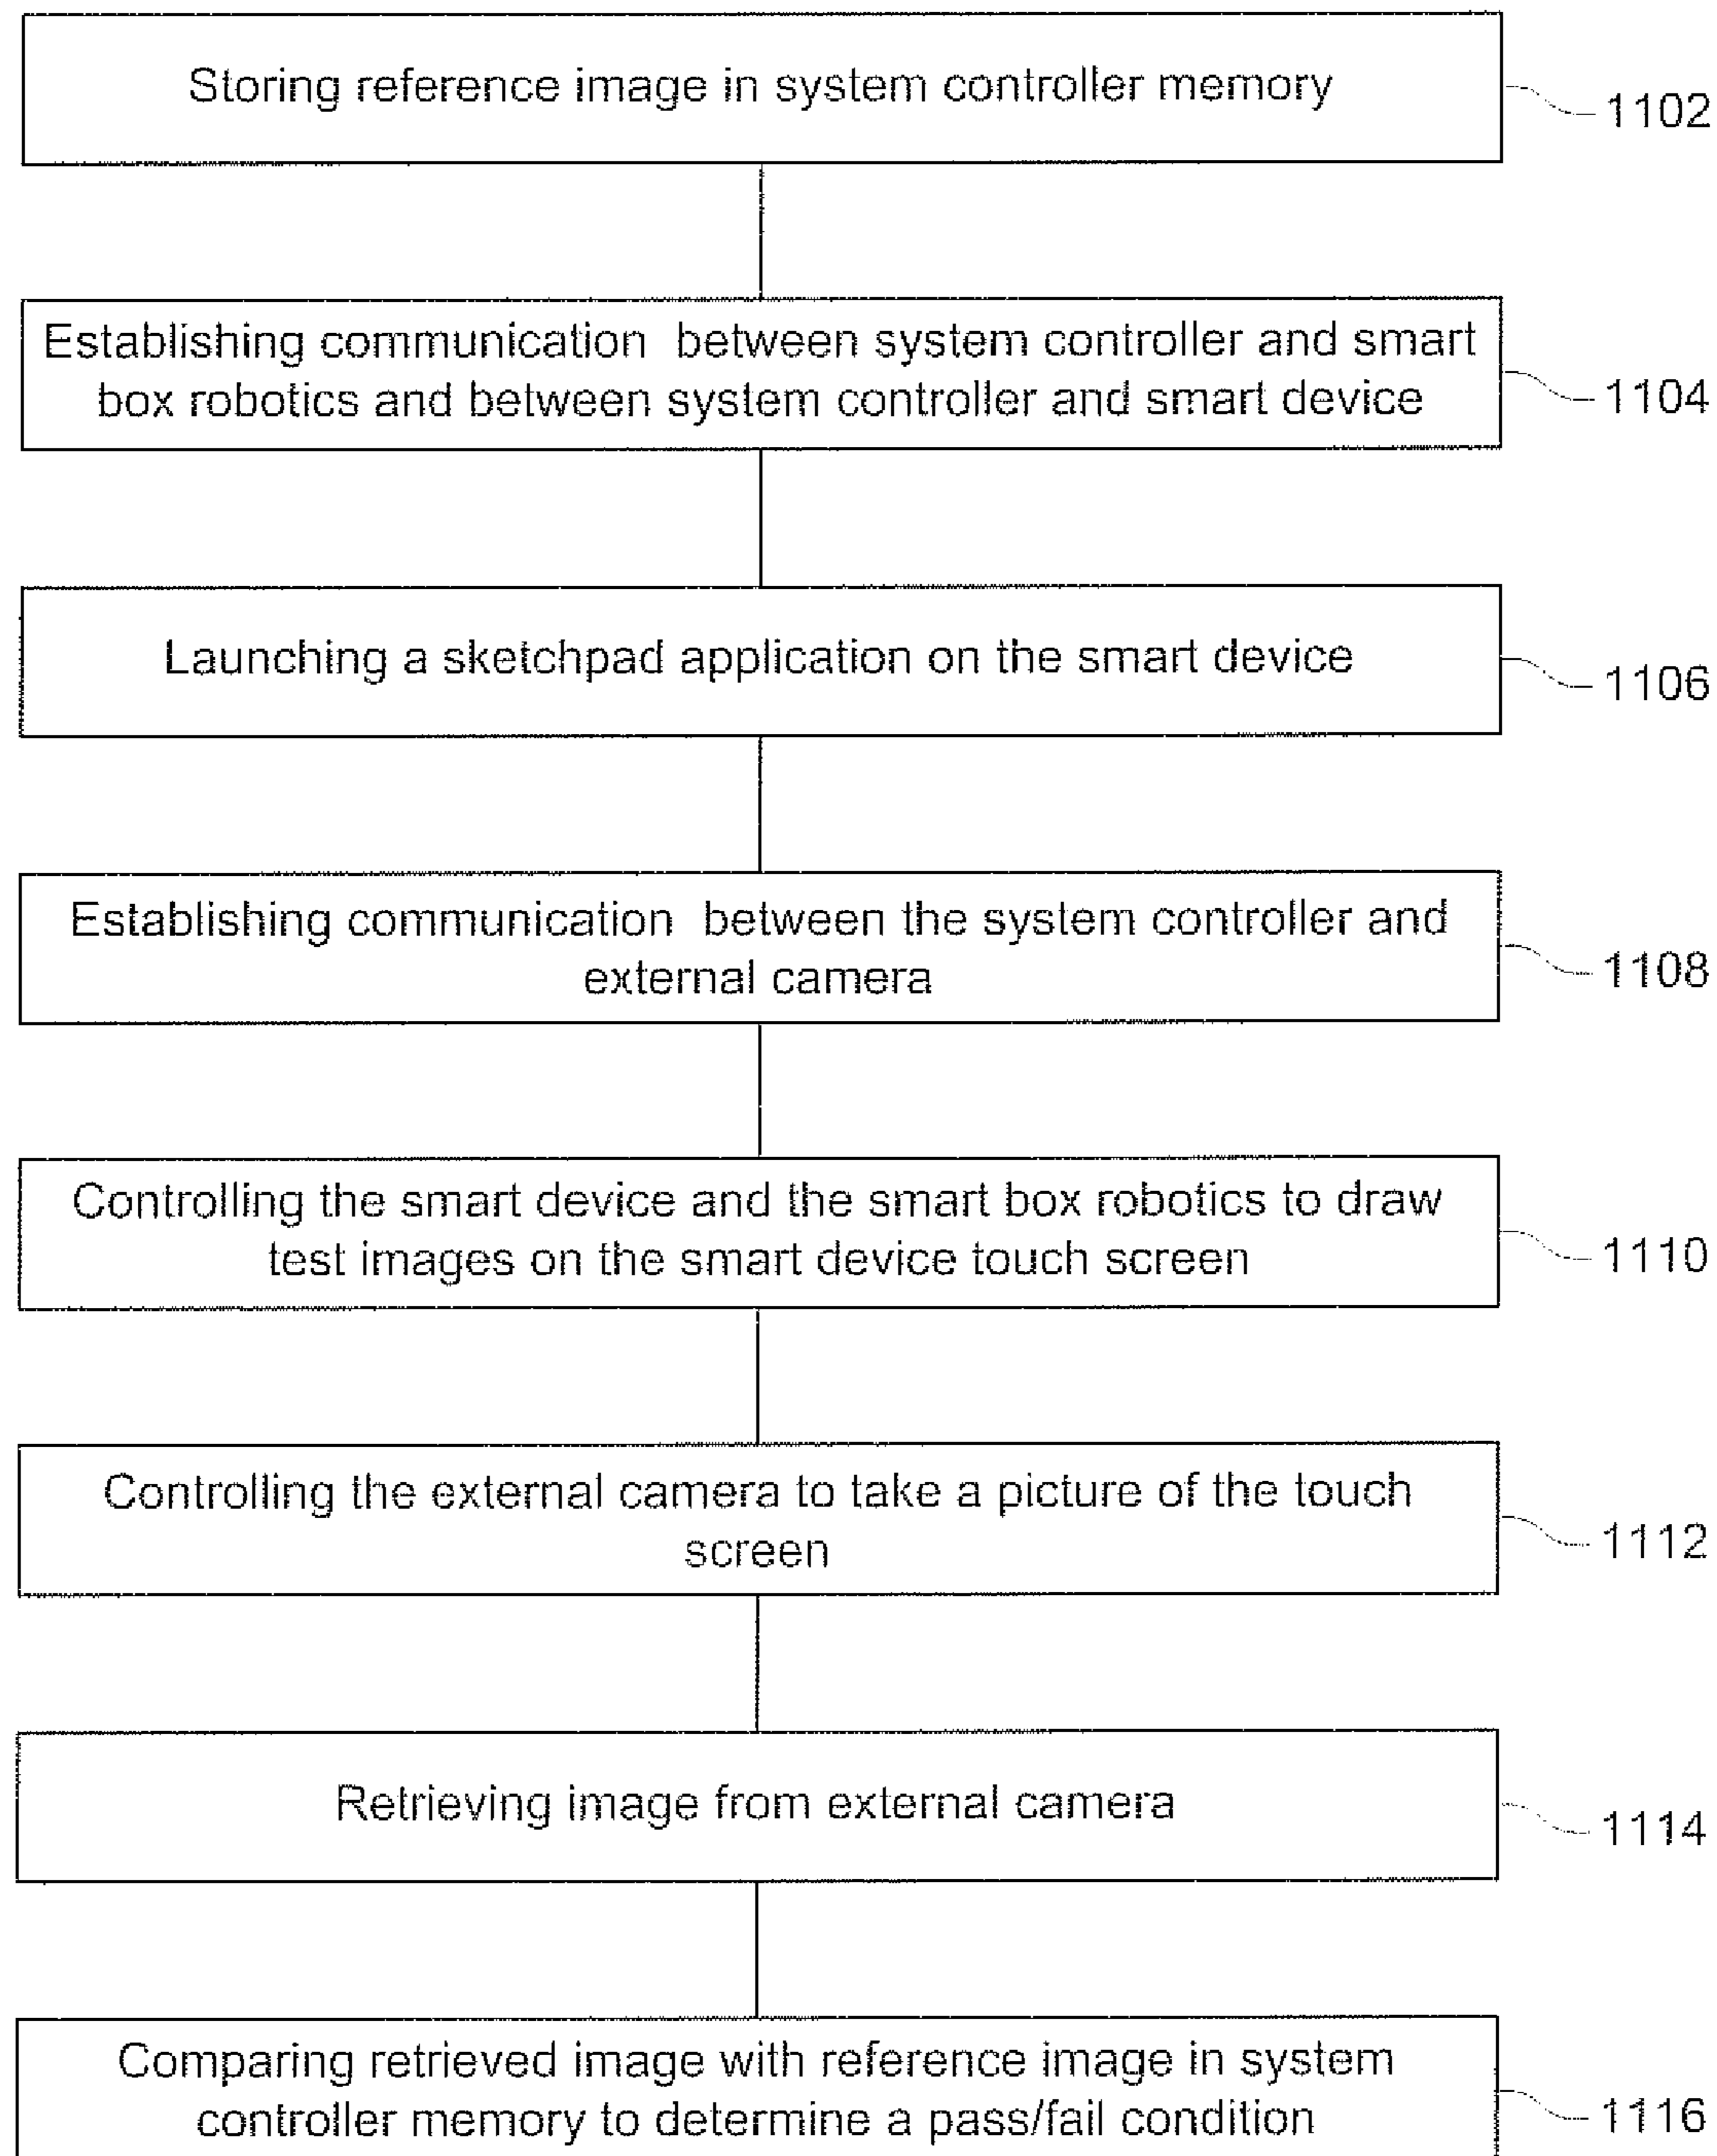 Storing reference image in system controller memory
1102
Establishing communication between system controller and smart
box robotics and between system controller and smart device
1104
Launching a sketchpad application on the smart device
1106
Establishing communication between the system controller and
external camera
1108
Controlling the smart device and the smart box robotics to draw
test images on the smart device touch screen
1110
Controlling the external camera to take a picture of the touch
screen
1112
Retrieving image from external camera
1114
Comparing retrieved image with reference image in system
controller memory to determine a pass/fail condition
1116